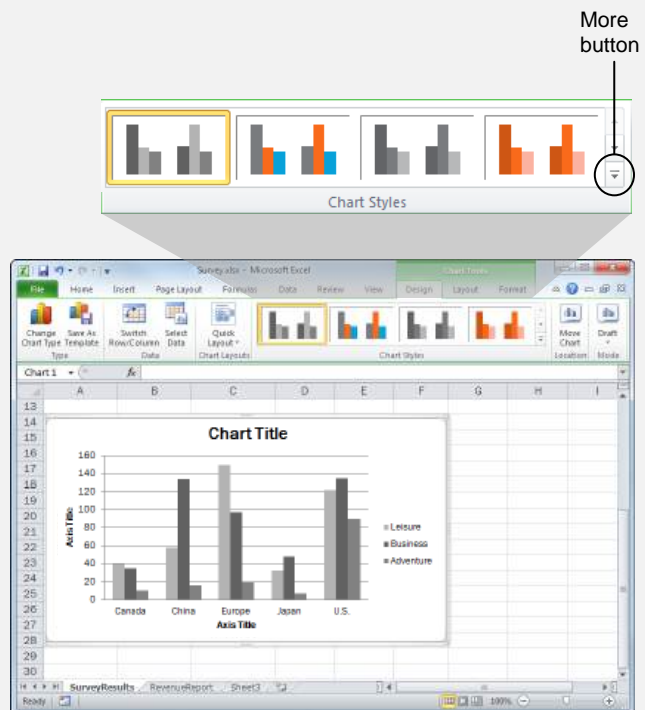 More
button
Chart Styles
Survey.xlsx - Microsoft Excel
Chart Tools
File Home Insert Page Layout Formulas Data Review View Design Layout Format
Change Chart Type
Save As Template
Switch Row/Column
Select Data
Quick Layout
Move Chart
Draft
Type
Data
Chart Layouts
Chart Styles
Location
Mode
Chart 1
fx
A B C D E F G H I
13
14
15
16
17
18
19
20
21
22
23
24
25
26
27
28
29
30
Chart Title
160
140
120
100
80
60
40
20
0
Axis Title
Canada China Europe Japan U.S.
Axis Title
Leisure
Business
Adventure
SurveyResults RevenueReport Sheet3
Ready
100%